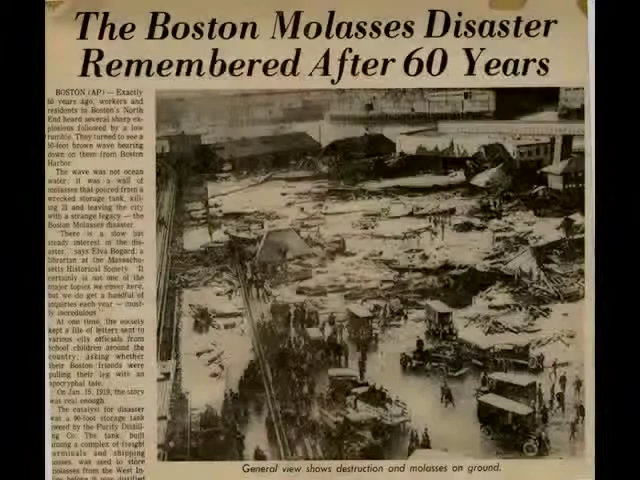 The Boston Molasses Disaster
Remembered After 60 Years
BOSTON (AP) — Exactly
60 years ago, workers and
residents in Boston's North
End heard several sharp ex-
plosions followed by a low
rumble. They turned to see a
50-foot brown wave bearing
down on them from Boston
Harbor.
The wave was not ocean
water; it was a wall of
molasses that poured from a
wrecked storage tank, kill-
ing 21 and leaving the city
with a strange legacy — the
Boston Molasses disaster.
"There is a slow but
steady interest in the dis-
aster," says Elva Bogard, a
librarian at the Massachu-
setts Historical Society. "It
certainly is not one of the
major topics we cover here,
but we do get a handful of
inquiries each year — most-
ly incredulous."
At one time, the society
kept a file of letters sent to
various city officials from
school children around the
country, asking whether
their Boston friends were
pulling their leg with an
apocryphal tale.
On Jan. 15, 1919, the story
was real enough.
The catalyst for disaster
was a 90-foot storage tank
owned by the Purity Distill-
ing Co. The tank, built
among a complex of freight
terminals and shipping
was used to store
molasses from the West In-
before it was distilled
General view shows destruction and molasses on ground.